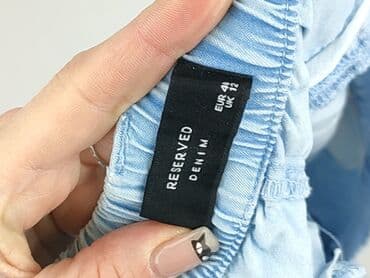 RESERVED
DENIM
EUR 40
UK 12